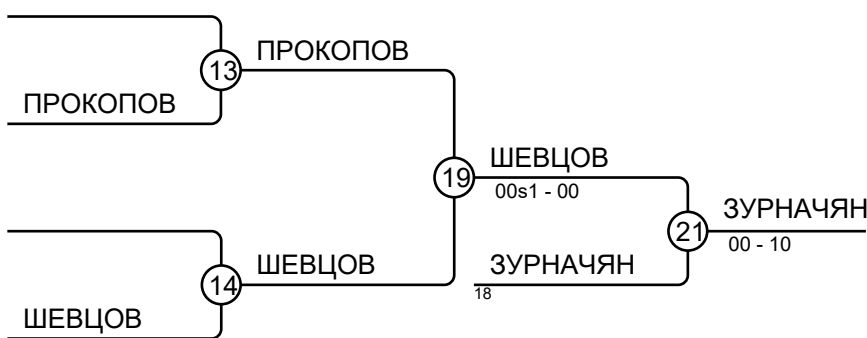 ПРОКОПОВ
13
ПРОКОПОВ
ШЕВЦОВ
19
00s1 - 00
ЗУРНАЧЯН
21
00 - 10
ШЕВЦОВ
14
ЗУРНАЧЯН
18
ШЕВЦОВ